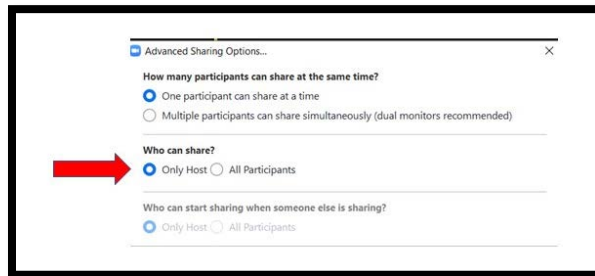 Advanced Sharing Options...
How many participants can share at the same time?
One participant can share at a time
Multiple participants can share simultaneously (dual monitors recommended)
Who can share?
Only Host All Participants
Who can start sharing when someone else is sharing?
Only Host All Participants